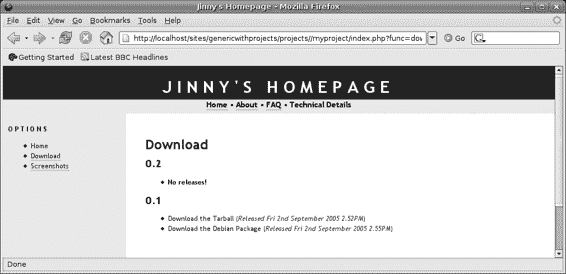 Jinny's Homepage - Mozilla Firefox
File Edit View Go Bookmarks Tools Help
http://localhost/sites/genericwithprojects/projects//myproject/index.php?func=dow
Go
G
Getting Started Latest BBC Headlines
JINNY'S HOMEPAGE
Home • About • FAQ • Technical Details
OPTIONS
Home
Download
Screenshots
Download
0.2
No releases!
0.1
Download the Tarball (Released Fri 2nd September 2005 2.52PM)
Download the Debian Package (Released Fri 2nd September 2005 2.55PM)
Done